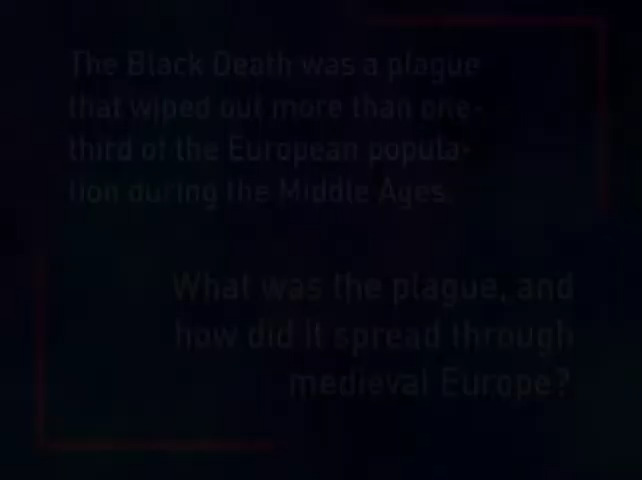 The Black Death was a plague
that wiped out more than one-
third of the European popula-
tion during the Middle Ages.
What was the plague, and
how did it spread through
medieval Europe?